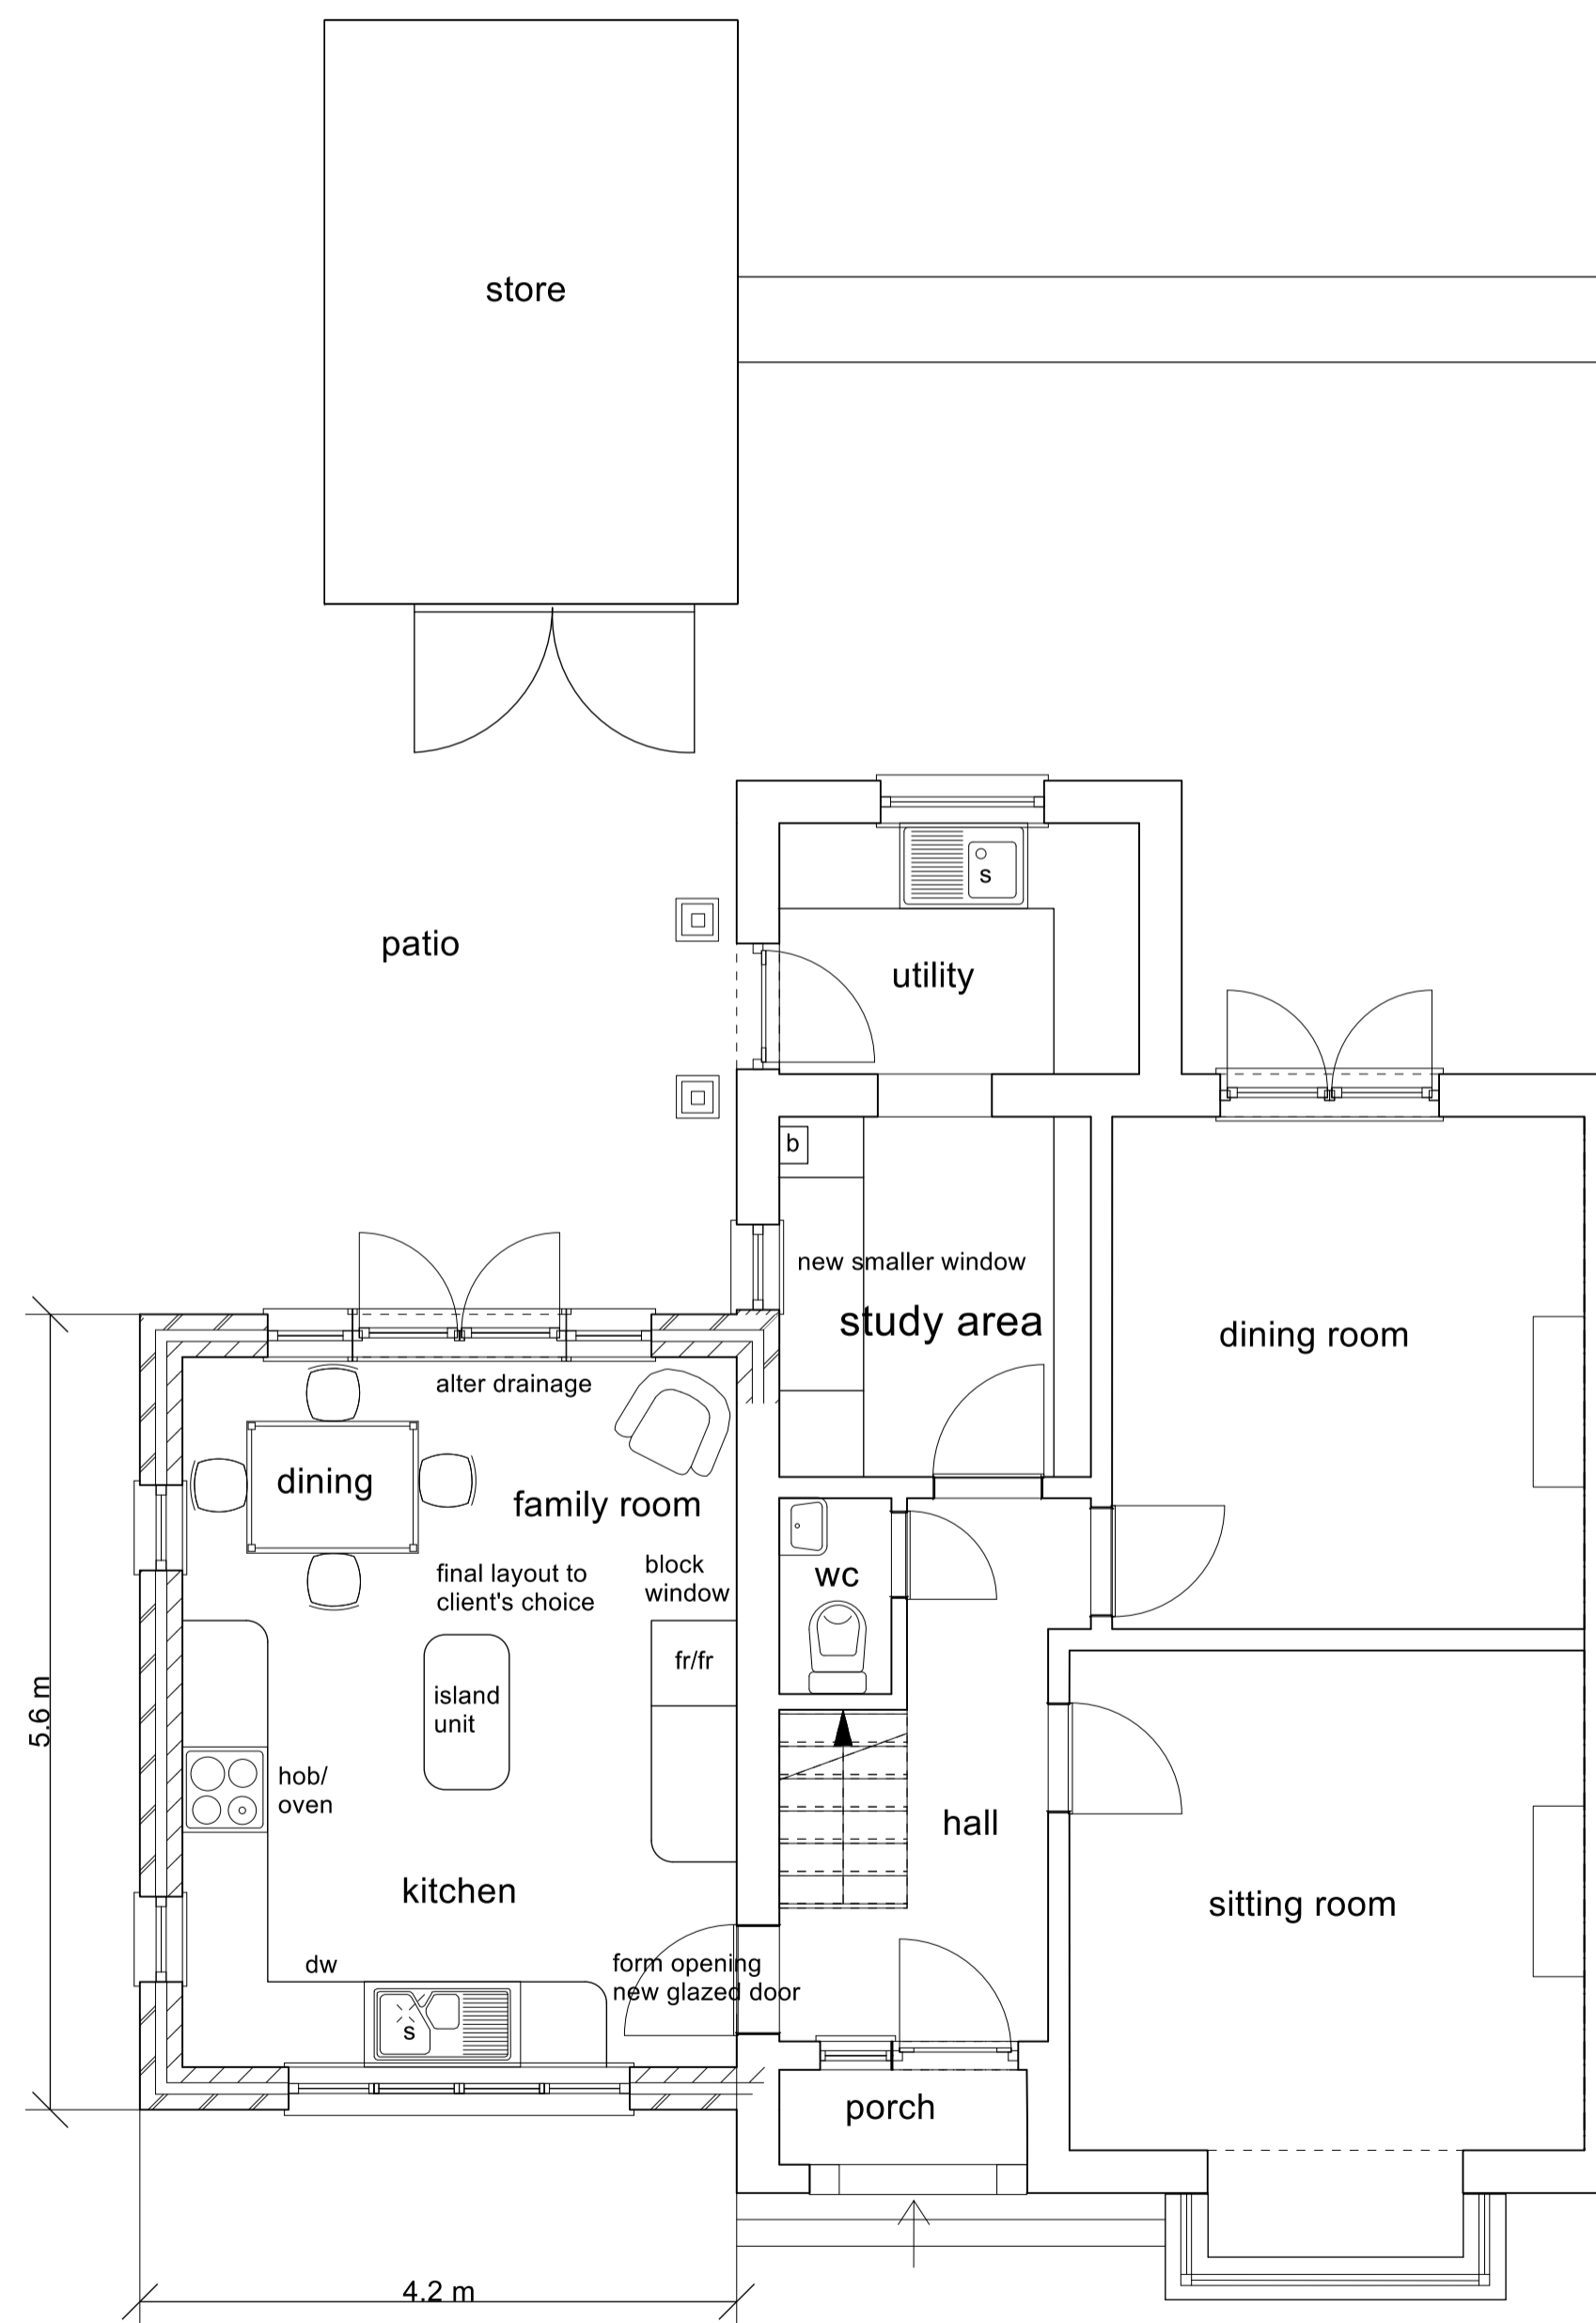 store
patio
s
utility
b
new smaller window
study area
dining room
alter drainage
dining
family room
final layout to
client's choice
block
window
wc
fr/fr
island
unit
5.6 m
hob/
oven
hall
kitchen
sitting room
dw
form opening
new glazed door
s
porch
4.2 m